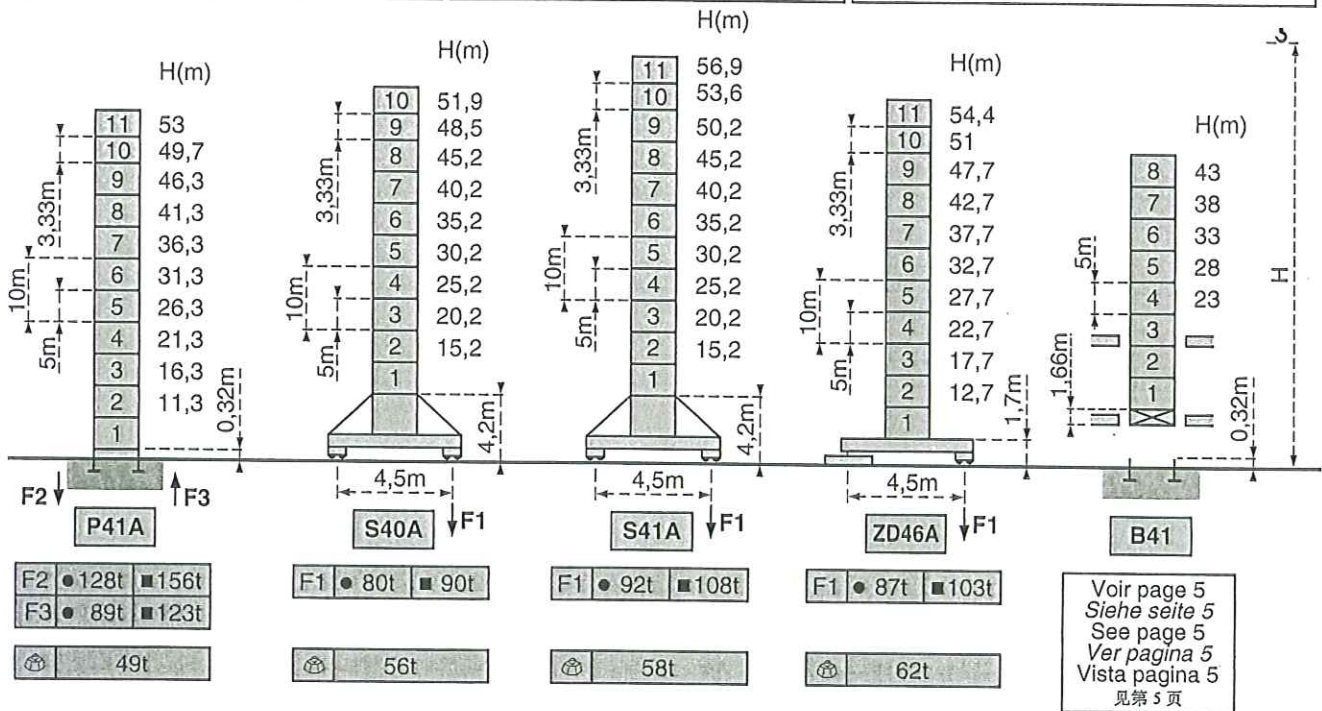 H(m)
11 53
10 49,7
9 46,3
8 41,3
7 36,3
6 31,3
5 26,3
4 21,3
3 16,3
2 11,3
1
3,33m
10m
5m
0,32m
F2
F3
P41A
F2 ●128t ■156t
F3 ● 89t ■123t
49t
H(m)
10 51,9
9 48,5
8 45,2
7 40,2
6 35,2
5 30,2
4 25,2
3 20,2
2 15,2
1
3,33m
10m
5m
4,2m
4,5m
F1
S40A
F1 ● 80t ■ 90t
56t
H(m)
11 56,9
10 53,6
9 50,2
8 45,2
7 40,2
6 35,2
5 30,2
4 25,2
3 20,2
2 15,2
1
3,33m
10m
5m
4,2m
4,5m
F1
S41A
F1 ● 92t ■108t
58t
H(m)
11 54,4
10 51
9 47,7
8 42,7
7 37,7
6 32,7
5 27,7
4 22,7
3 17,7
2 12,7
1
3,33m
10m
5m
1,7m
4,5m
F1
ZD46A
F1 ● 87t ■103t
62t
H(m)
8 43
7 38
6 33
5 28
4 23
3
2
1
5m
1,66m
0,32m
H
B41
Voir page 5
Siehe seite 5
See page 5
Ver pagina 5
Vista pagina 5
见第 5 页